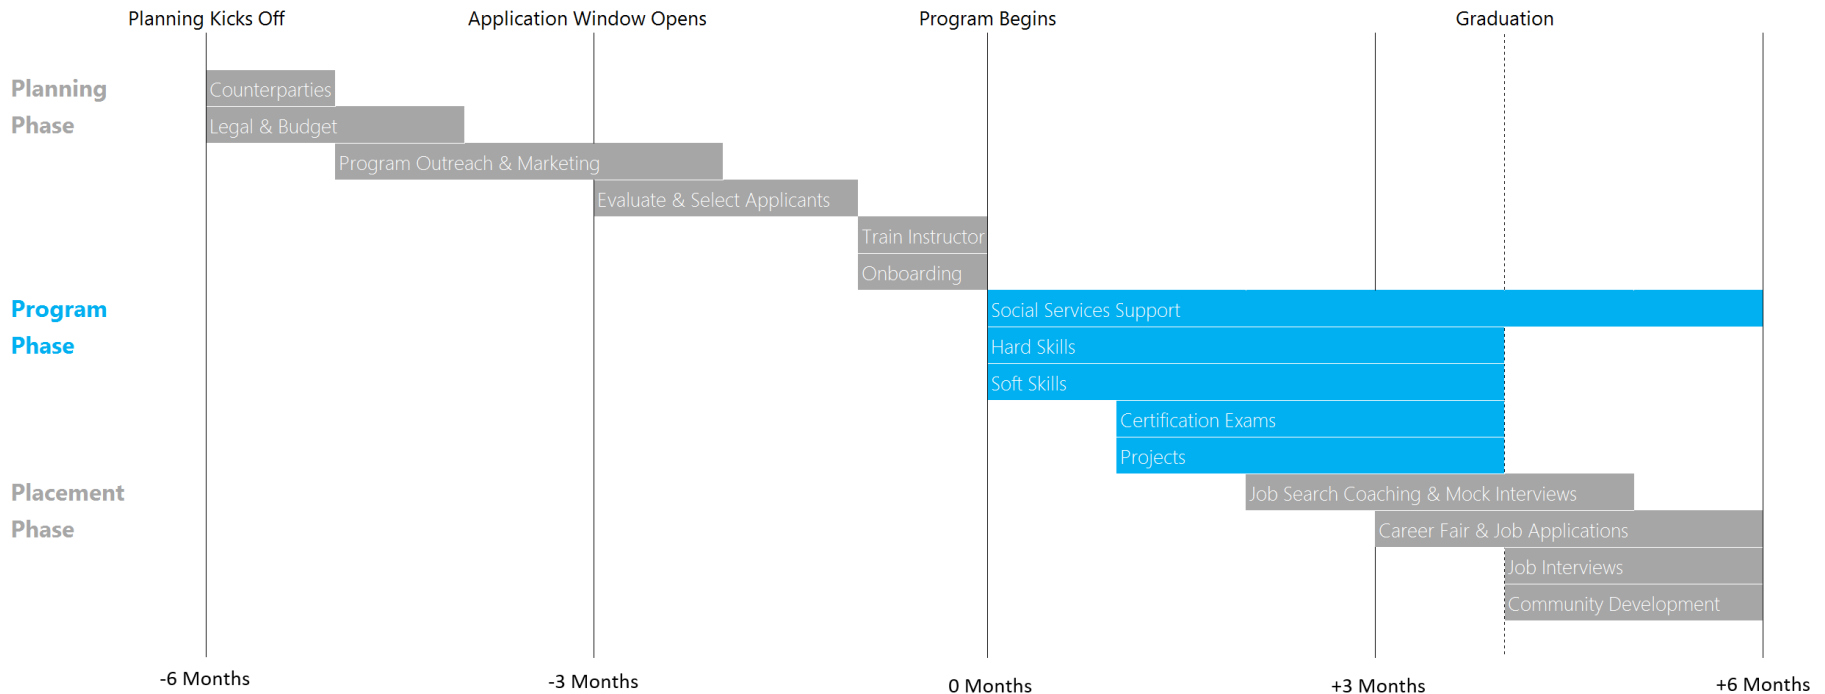 Planning Kicks Off
Application Window Opens
Program Begins
Graduation
Planning
Phase
Counterparties
Legal & Budget
Program Outreach & Marketing
Evaluate & Select Applicants
Train Instructor
Onboarding
Program
Phase
Social Services Support
Hard Skills
Soft Skills
Certification Exams
Projects
Placement
Phase
Job Search Coaching & Mock Interviews
Career Fair & Job Applications
Job Interviews
Community Development
-6 Months
-3 Months
0 Months
+3 Months
+6 Months